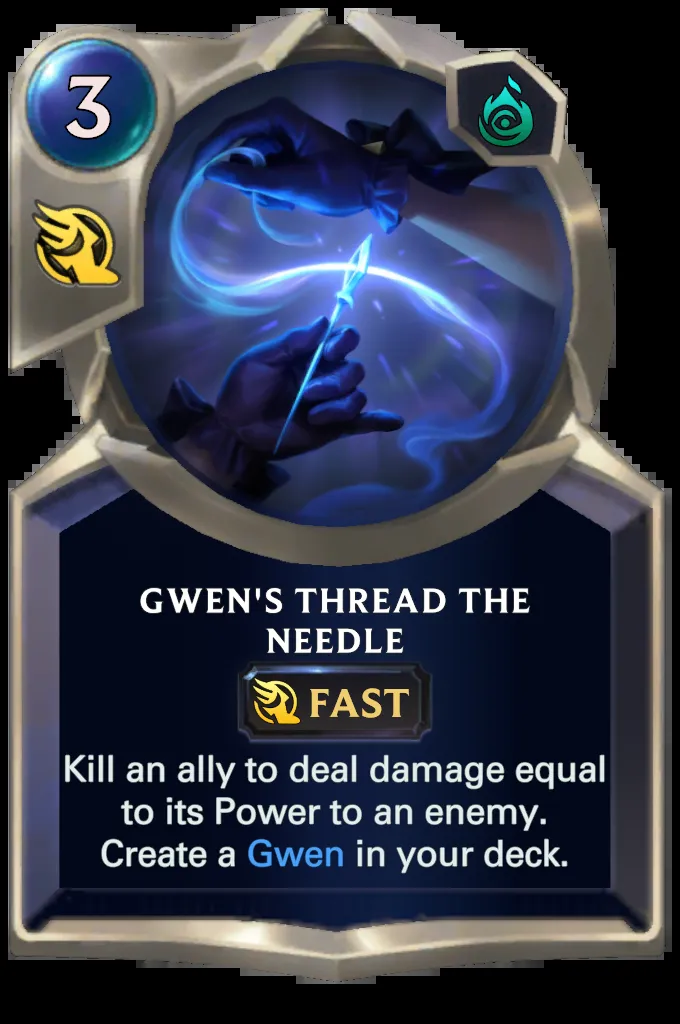 3
GWEN'S THREAD THE
NEEDLE
FAST
Kill an ally to deal damage equal
to its Power to an enemy.
Create a Gwen in your deck.